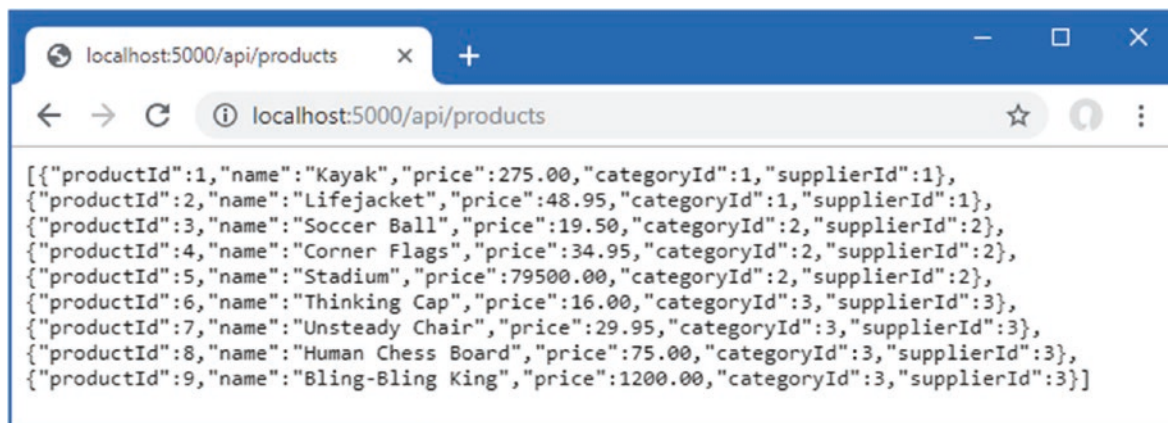 localhost:5000/api/products
localhost:5000/api/products
[{"productId":1,"name":"Kayak","price":275.00,"categoryId":1,"supplierId":1},
{"productId":2,"name":"Lifejacket","price":48.95,"categoryId":1,"supplierId":1},
{"productId":3,"name":"Soccer Ball","price":19.50,"categoryId":2,"supplierId":2},
{"productId":4,"name":"Corner Flags","price":34.95,"categoryId":2,"supplierId":2},
{"productId":5,"name":"Stadium","price":79500.00,"categoryId":2,"supplierId":2},
{"productId":6,"name":"Thinking Cap","price":16.00,"categoryId":3,"supplierId":3},
{"productId":7,"name":"Unsteady Chair","price":29.95,"categoryId":3,"supplierId":3},
{"productId":8,"name":"Human Chess Board","price":75.00,"categoryId":3,"supplierId":3},
{"productId":9,"name":"Bling-Bling King","price":1200.00,"categoryId":3,"supplierId":3}]